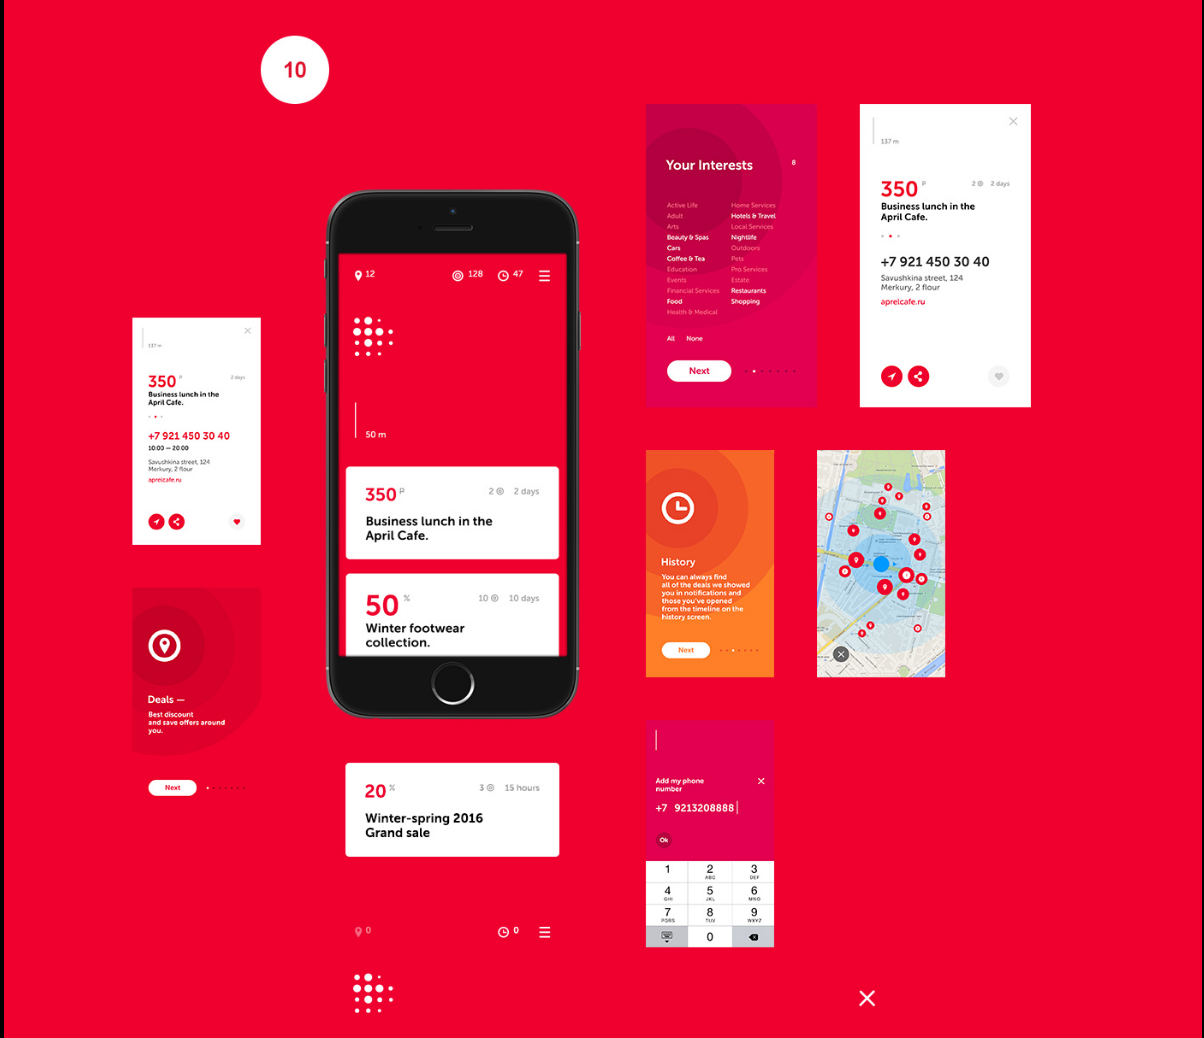 10
12
128
47
50 m
350 P
2
2 days
Business lunch in the
April Cafe.
50 %
10
10 days
Winter footwear
collection.
20 %
3
15 hours
Winter-spring 2016
Grand sale
0
0
137 m
350 P
2 days
Business lunch in the
April Cafe.
+7 921 450 30 40
10:00 — 20:00
Savushkina street, 124
Merkury, 2 flour
aprelcafe.ru
Deals —
Best discount
and save offers around
you.
Next
Your Interests
8
Active Life
Adult
Arts
Beauty & Spas
Cars
Coffee & Tea
Education
Events
Financial Services
Food
Health & Medical
Home Services
Hotels & Travel
Local Services
Nightlife
Outdoors
Pets
Pro Services
Estate
Restaurants
Shopping
All
None
Next
137 m
350 P
2
2 days
Business lunch in the
April Cafe.
+7 921 450 30 40
Savushkina street, 124
Merkury, 2 flour
aprelcafe.ru
History
You can always find
all of the deals we showed
you in notifications and
those you've opened
from the timeline on the
history screen.
Next
Add my phone
number
+7 9213208888
Ok
1
2
ABC
3
DEF
4
GHI
5
JKL
6
MNO
7
PQRS
8
TUV
9
WXYZ
0